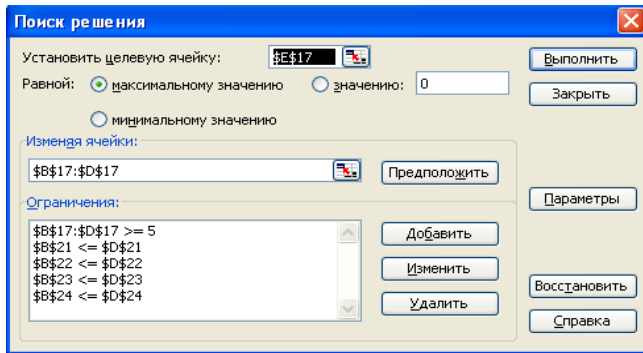 Поиск решения
Установить целевую ячейку: $E$17 Выполнить
Равной: максимальному значению значению: 0 Закрыть
минимальному значению
Изменяя ячейки:
$B$17:$D$17 Предположить
Параметры
Ограничения:
$B$17:$D$17 >= 5 Добавить
$B$21 <= $D$21
$B$22 <= $D$22 Изменить
$B$23 <= $D$23 Восстановить
$B$24 <= $D$24 Удалить
Справка